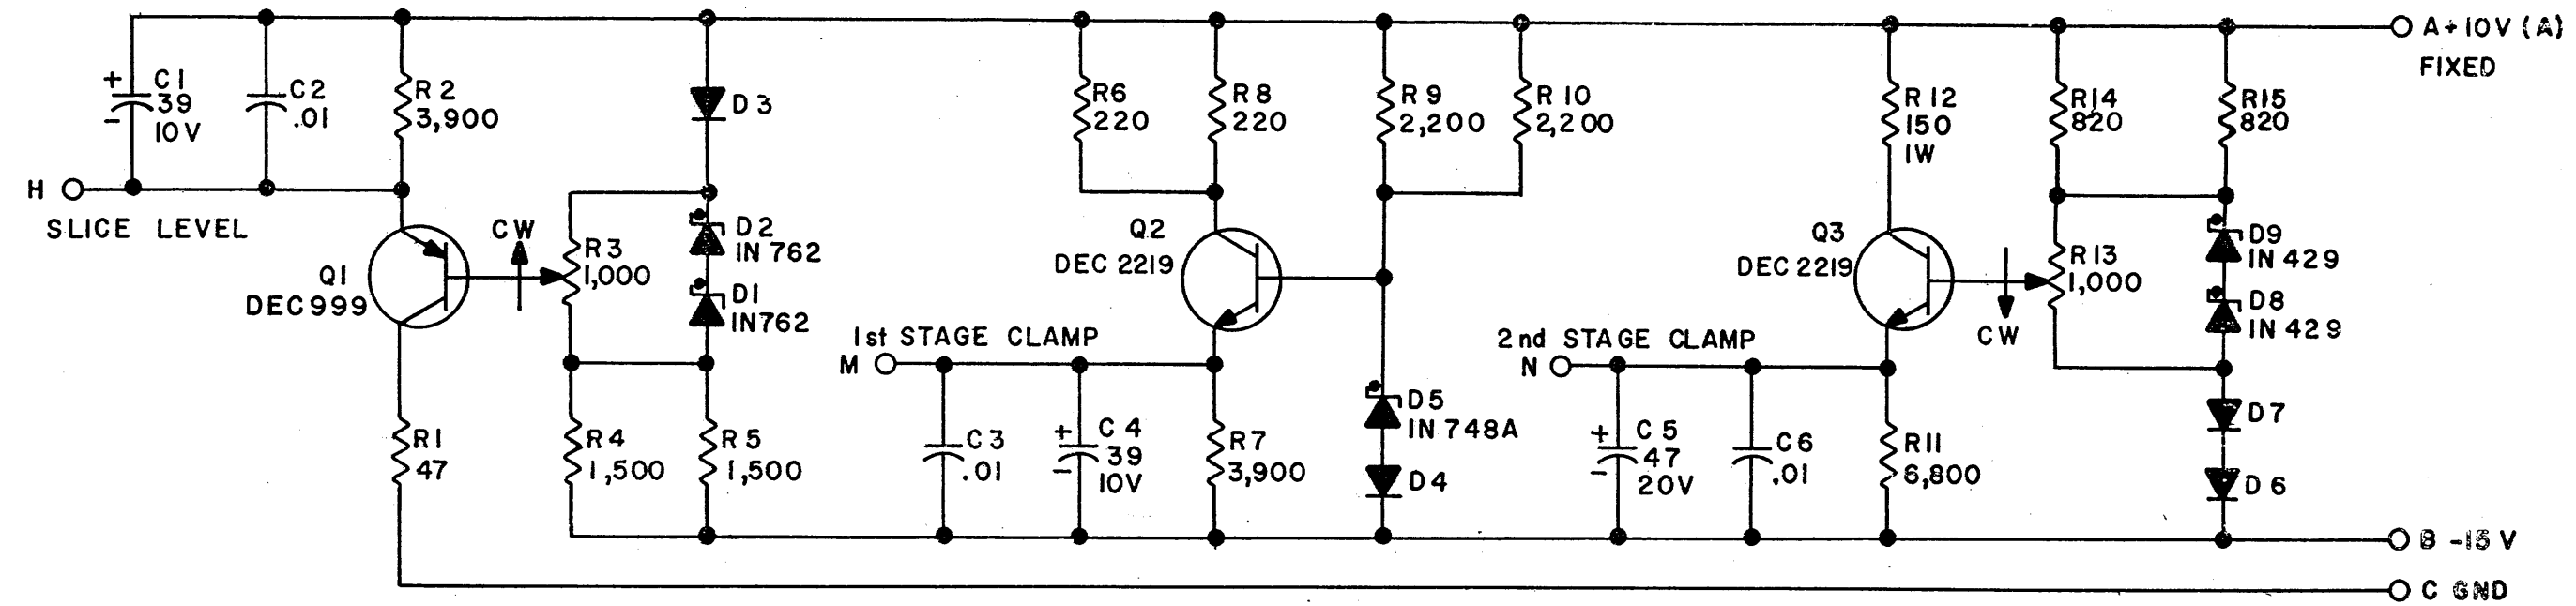 C1
39
10V
+
-
C2
.01
R2
3,900
D3
H
SLICE LEVEL
Q1
DEC999
CW
R3
1,000
D2
IN 762
D1
IN762
R1
47
R4
1,500
R5
1,500
R6
220
R8
220
R9
2,200
R10
2,200
Q2
DEC 2219
1st STAGE CLAMP
M
C3
.01
+
-
C4
39
10V
R7
3,900
D5
IN 748A
D4
R12
150
1W
R14
820
R15
820
A+10V (A)
FIXED
Q3
DEC 2219
CW
R13
1,000
D9
IN 429
D8
IN 429
2nd STAGE CLAMP
N
+
-
C5
47
20V
C6
.01
R11
6,800
D7
D6
B -15V
C GND